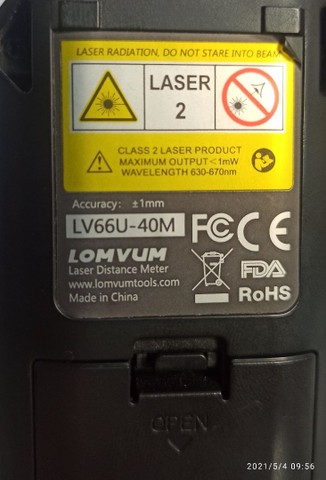 LASER RADIATION, DO NOT STARE INTO BEAM
LASER
2
CLASS 2 LASER PRODUCT
MAXIMUM OUTPUT<1mW
WAVELENGTH 630-670nm
Accuracy: ±1mm
LV66U-40M
FC CE
LOMVUM
Laser Distance Meter
www.lomvumtools.com
Made in China
FDA
RoHS
OPEN
2021/5/4 09:56